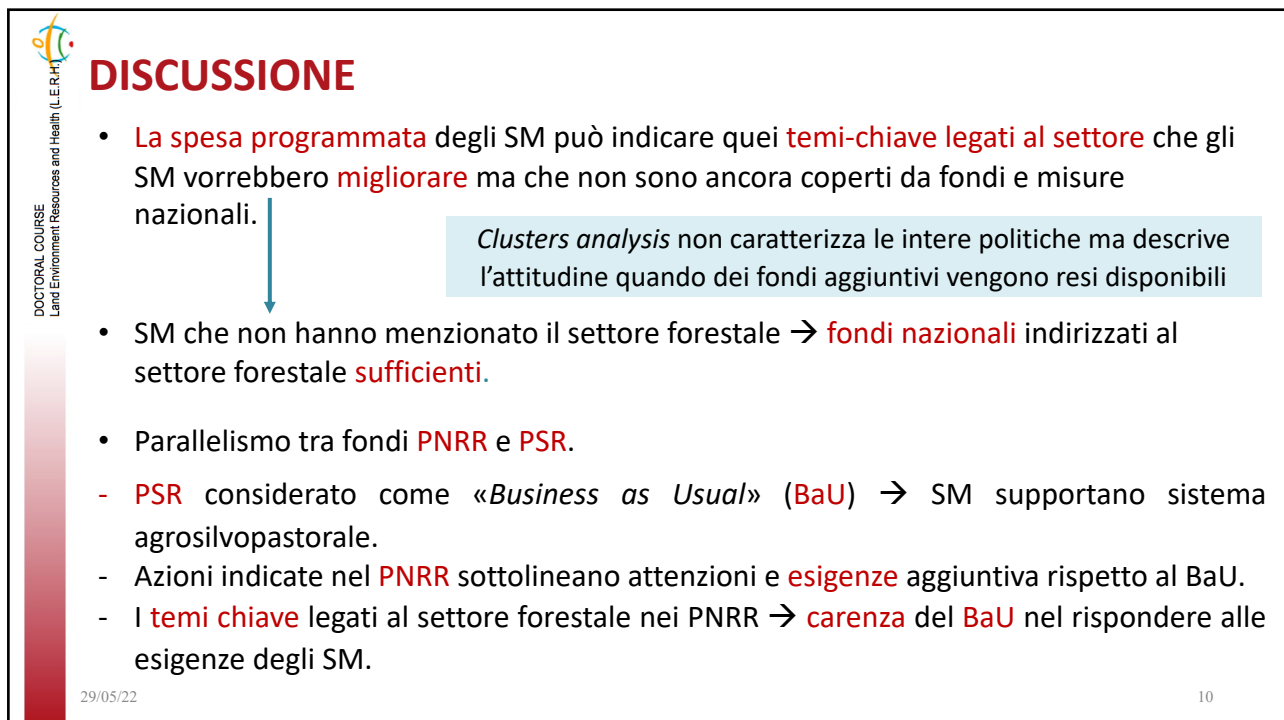 DOCTORAL COURSE
Land Environment Resources and Health (L.E.R.H.)
DISCUSSIONE
• La spesa programmata degli SM può indicare quei temi-chiave legati al settore che gli
SM vorrebbero migliorare ma che non sono ancora coperti da fondi e misure
nazionali.
Clusters analysis non caratterizza le intere politiche ma descrive
l’attitudine quando dei fondi aggiuntivi vengono resi disponibili
• SM che non hanno menzionato il settore forestale → fondi nazionali indirizzati al
settore forestale sufficienti.
• Parallelismo tra fondi PNRR e PSR.
- PSR considerato come «Business as Usual» (BaU) → SM supportano sistema
agrosilvopastorale.
- Azioni indicate nel PNRR sottolineano attenzioni e esigenze aggiuntiva rispetto al BaU.
- I temi chiave legati al settore forestale nei PNRR → carenza del BaU nel rispondere alle
esigenze degli SM.
29/05/22
10